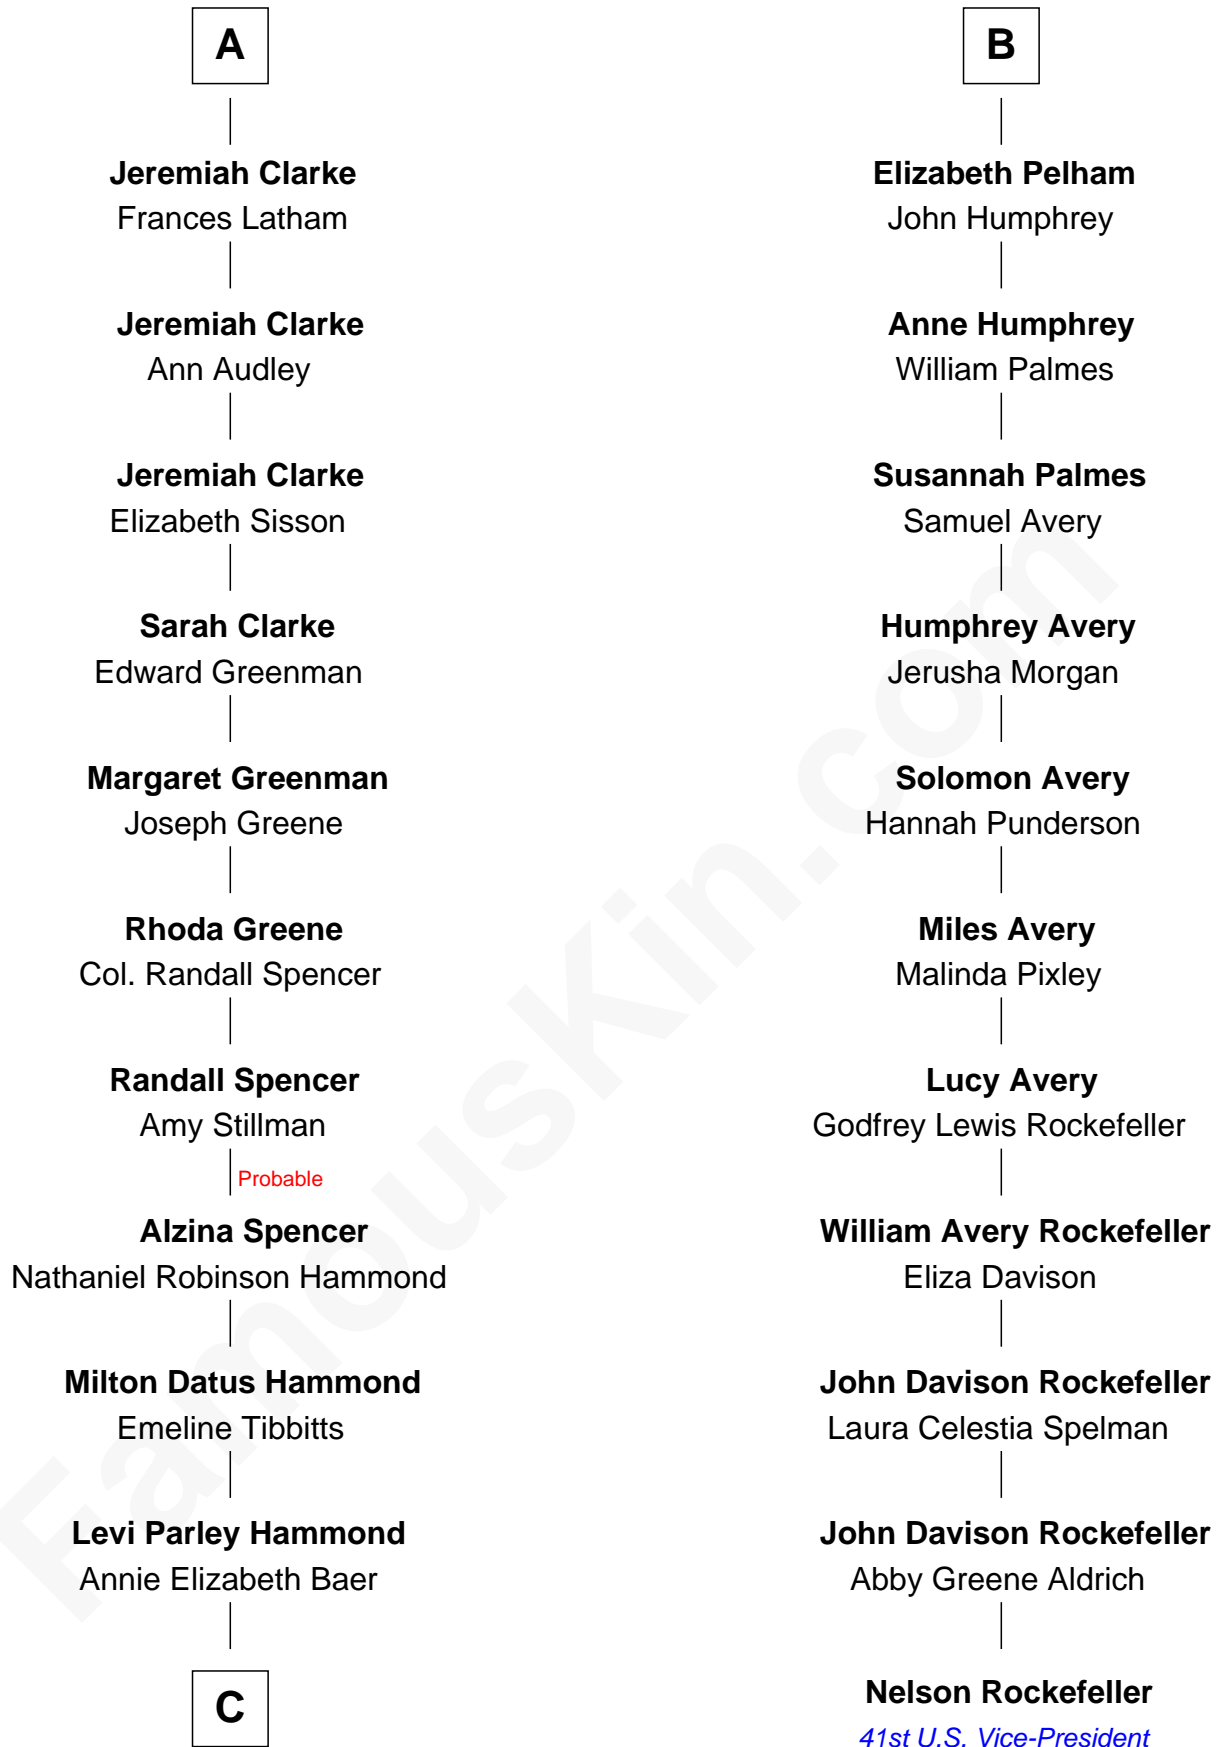 A
Jeremiah Clarke
Frances Latham
Jeremiah Clarke
Ann Audley
Jeremiah Clarke
Elizabeth Sisson
Sarah Clarke
Edward Greenman
Margaret Greenman
Joseph Greene
Rhoda Greene
Col. Randall Spencer
Randall Spencer
Amy Stillman
Probable
Alzina Spencer
Nathaniel Robinson Hammond
Milton Datus Hammond
Emeline Tibbitts
Levi Parley Hammond
Annie Elizabeth Baer
C
B
Elizabeth Pelham
John Humphrey
Anne Humphrey
William Palmes
Susannah Palmes
Samuel Avery
Humphrey Avery
Jerusha Morgan
Solomon Avery
Hannah Punderson
Miles Avery
Malinda Pixley
Lucy Avery
Godfrey Lewis Rockefeller
William Avery Rockefeller
Eliza Davison
John Davison Rockefeller
Laura Celestia Spelman
John Davison Rockefeller
Abby Greene Aldrich
Nelson Rockefeller
41st U.S. Vice-President
FamousKin.com